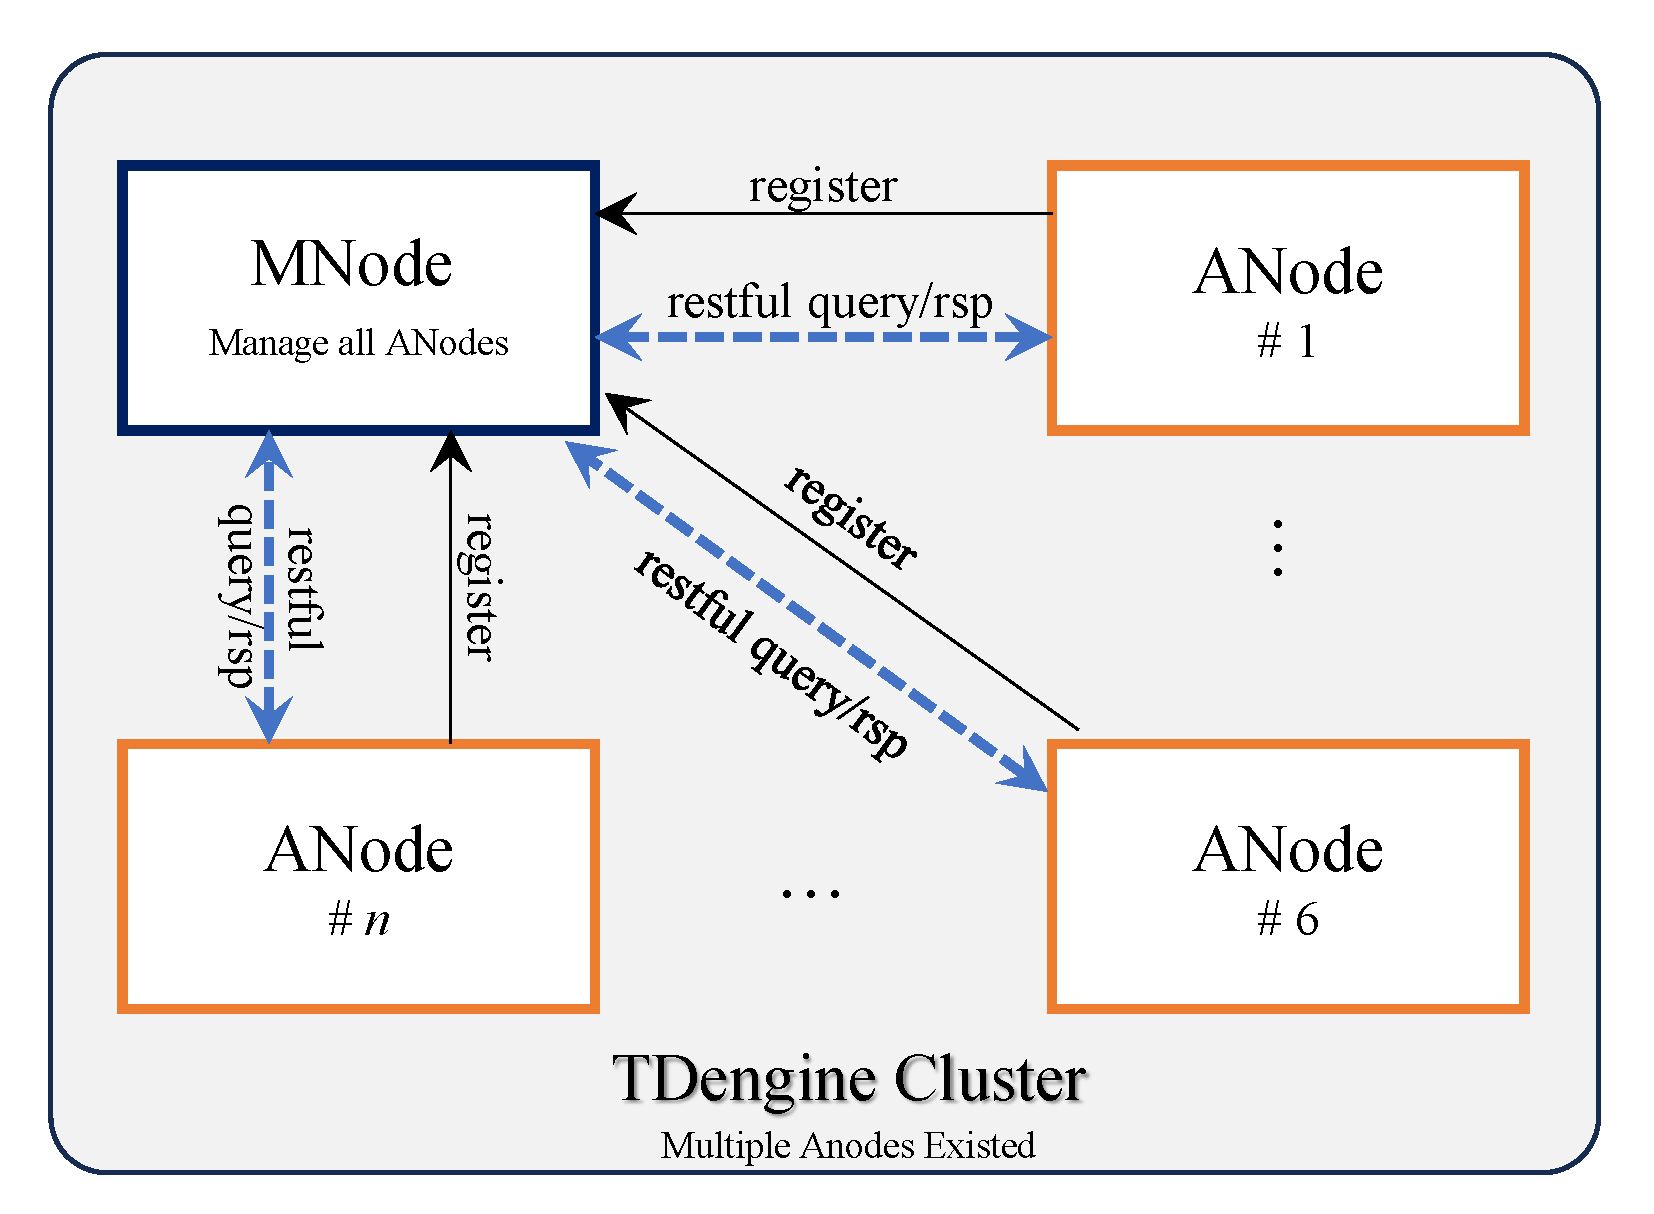 register
MNode
Manage all ANodes
restful query/rsp
ANode
# 1
register
restful query/rsp
restful
query/rsp
register
⋮
ANode
# n
...
ANode
# 6
TDengine Cluster
Multiple Anodes Existed